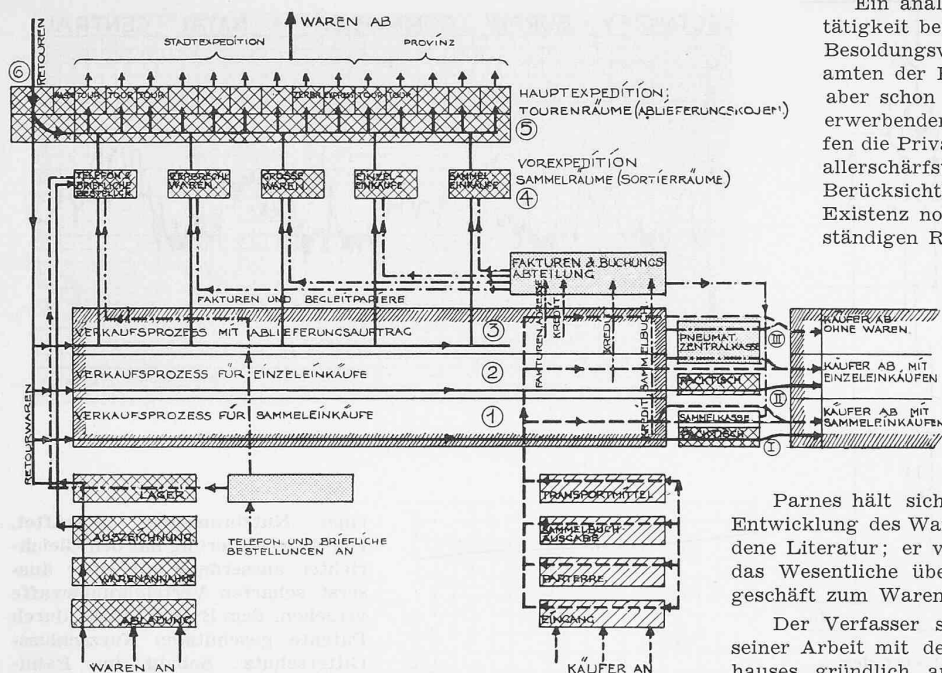 WAREN AB
STADTEXPEDITION
PROVINZ
RETOUREN
⑥
TOUR TOUR TOUR
TOUR TOUR
HAUPTEXPEDITION:
TOURENRÄUME (ABLIEFERUNGSKOJEN)
⑤
TELEFON &
BRIEFLICHE
BESTELLGN.
ZERBRECHL.
WAREN
GROSSE
WAREN
EINZEL-
EINKÄUFE
SAMMEL
EINKÄUFE
VOREXPEDITION
SAMMELRÄUME (SORTIERRÄUME)
④
FAKTUREN & BUCHUNGS
ABTEILUNG
FAKTUREN UND BEGLEITPAPIERE
VERKAUFSPROZESS MIT ABLIEFERUNGSAUFTRAG
③
VERKAUFSPROZESS FÜR EINZELEINKÄUFE
②
VERKAUFSPROZESS FÜR SAMMELEINKÄUFE
①
KREDIT
KREDIT
KREDIT SAMMELBUCH
PNEUMAT.
ZENTRALKASSE
PACKTISCH
SAMMELKASSE
PACKTISCH
III
II
I
KÄUFER AB
OHNE WAREN.
KÄUFER AB MIT
EINZELEINKÄUFEN
KÄUFER AB MIT
SAMMELEINKÄUFEN
RETOURWAREN
LAGER
AUSZEICHNUNG
WARENANNAHME
ABLADUNG
WAREN AN
TELEFON. UND BRIEFLICHE
BESTELLUNGEN AN
TRANSPORTMITTEL
SAMMELBUCH
AUSGABE
PARTERRE
EINGANG
KÄUFER AN
Ein anal
tätigkeit be
Besoldungsv
amten der
aber schon
erwerbender
fen die Priva
allerschärfst
Berücksicht
Existenz no
ständigen R
Parnes hält sich
Entwicklung des Wa
dene Literatur; er v
das Wesentliche übe
geschäft zum Waren
Der Verfasser s
seiner Arbeit mit de
hauses gründlich